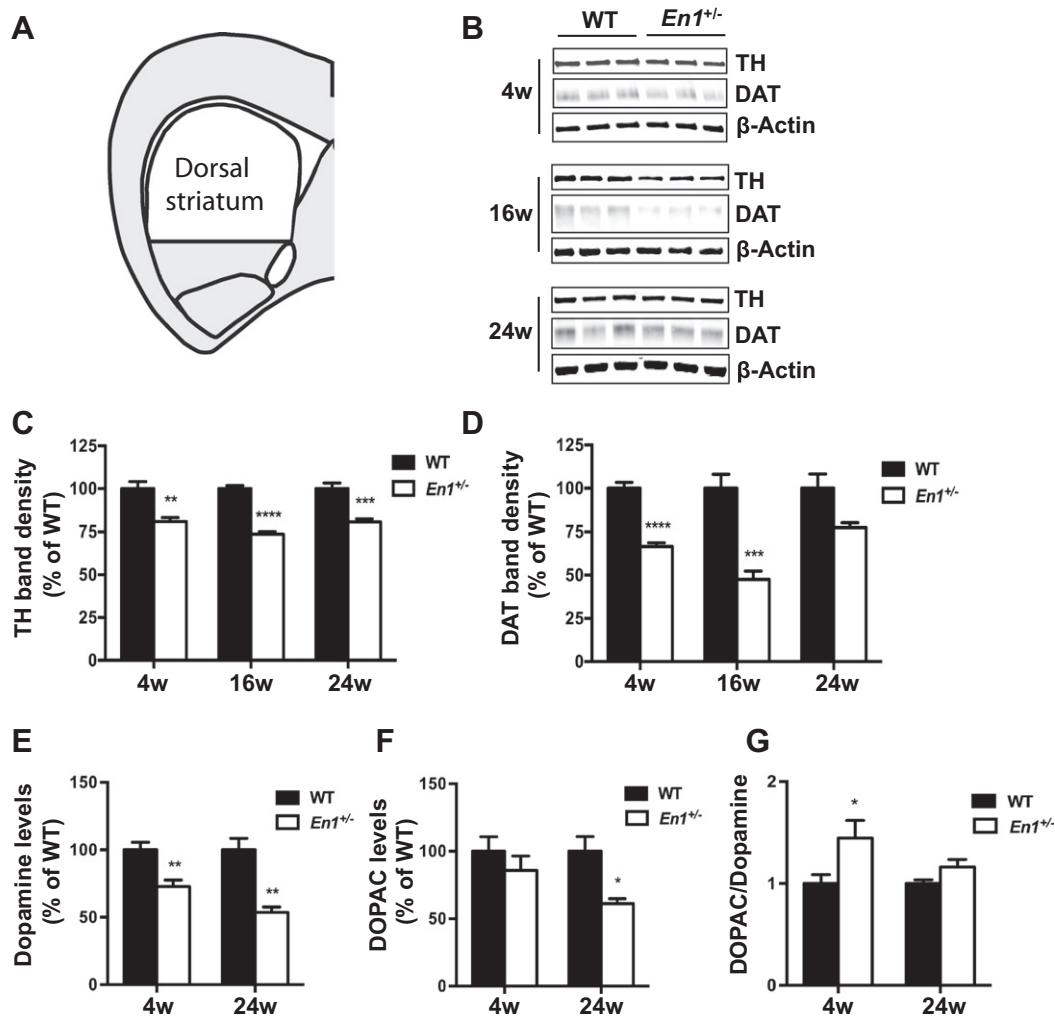 A
Dorsal
striatum
B
WT En1+/-
4w
TH
DAT
β-Actin
16w
TH
DAT
β-Actin
24w
TH
DAT
β-Actin
C
TH band density
(% of WT)
125
100
75
50
25
0
** **** ***
4w 16w 24w
WT
En1+/-
D
DAT band density
(% of WT)
125
100
75
50
25
0
**** ***
4w 16w 24w
WT
En1+/-
E
Dopamine levels
(% of WT)
150
100
50
0
** **
4w 24w
WT
En1+/-
F
DOPAC levels
(% of WT)
150
100
50
0
*
4w 24w
WT
En1+/-
G
DOPAC/Dopamine
2
1
0
*
4w 24w
WT
En1+/-